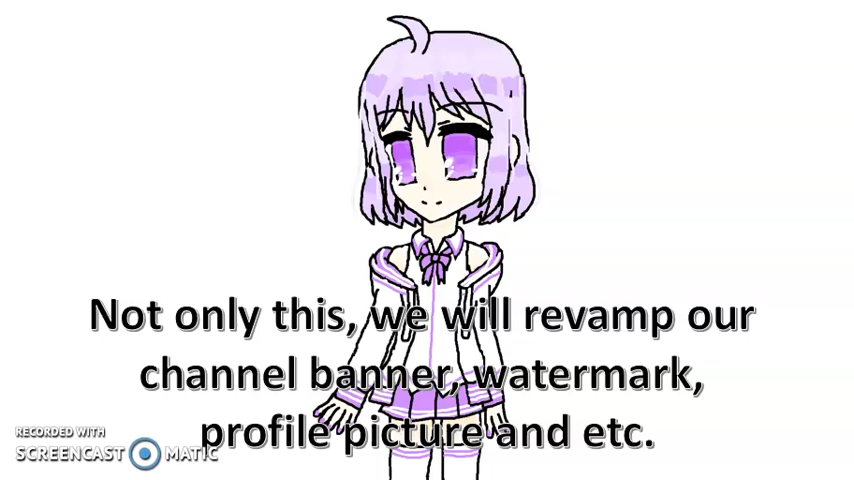 Not only this, we will revamp our
channel banner, watermark,
profile picture and etc.
RECORDED WITH
SCREENCAST MATIC